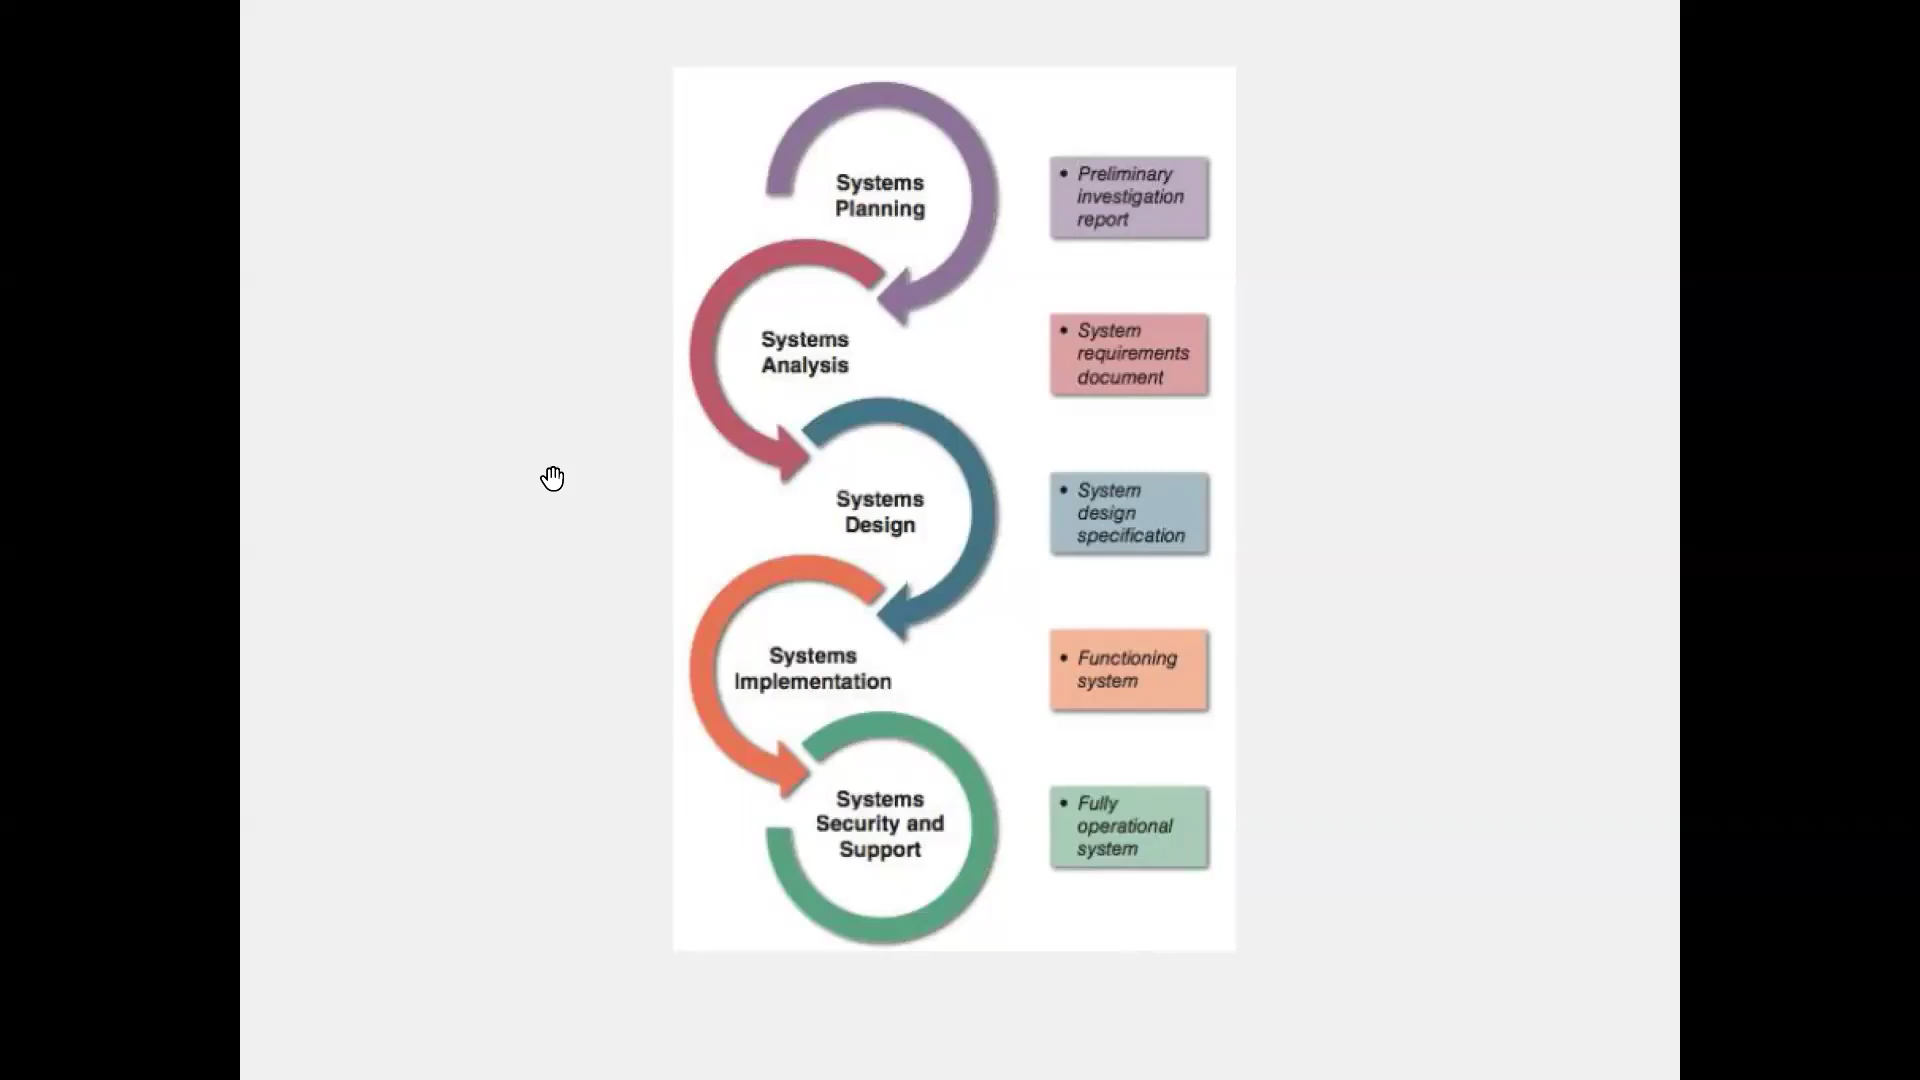 Systems
Planning
• Preliminary
investigation
report
Systems
Analysis
• System
requirements
document
Systems
Design
• System
design
specification
Systems
Implementation
• Functioning
system
Systems
Security and
Support
• Fully
operational
system